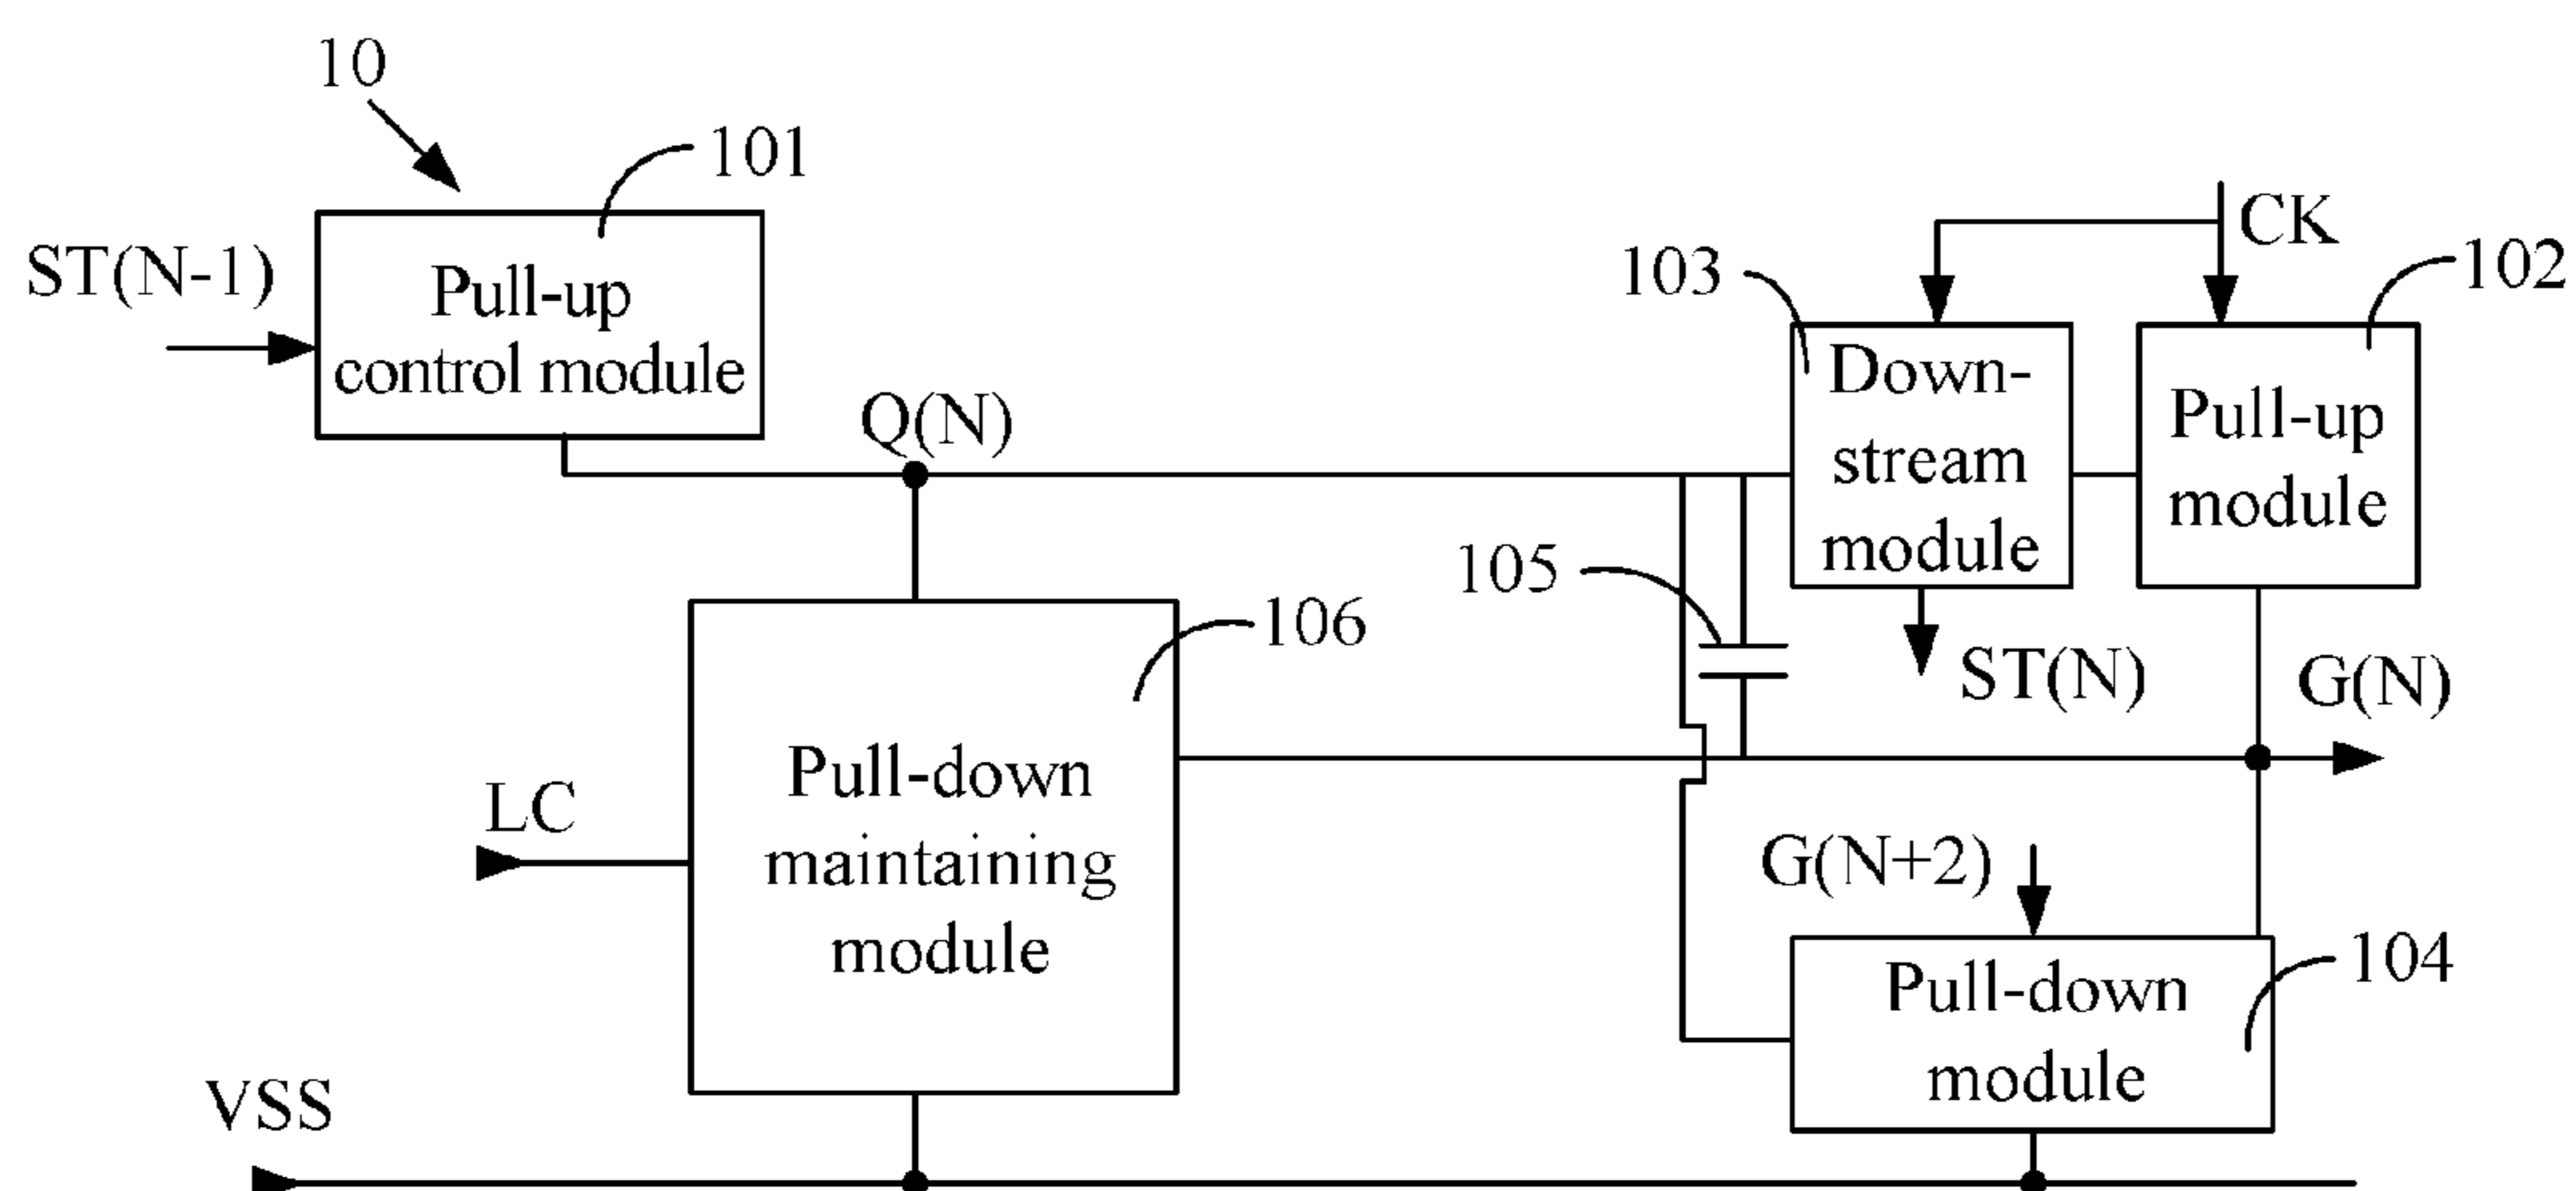 10
101
ST(N-1)
Pull-up
control module
Q(N)
CK
103
102
Down-
stream
module
Pull-up
module
105
106
ST(N)
G(N)
Pull-down
maintaining
module
LC
G(N+2)
104
Pull-down
module
VSS